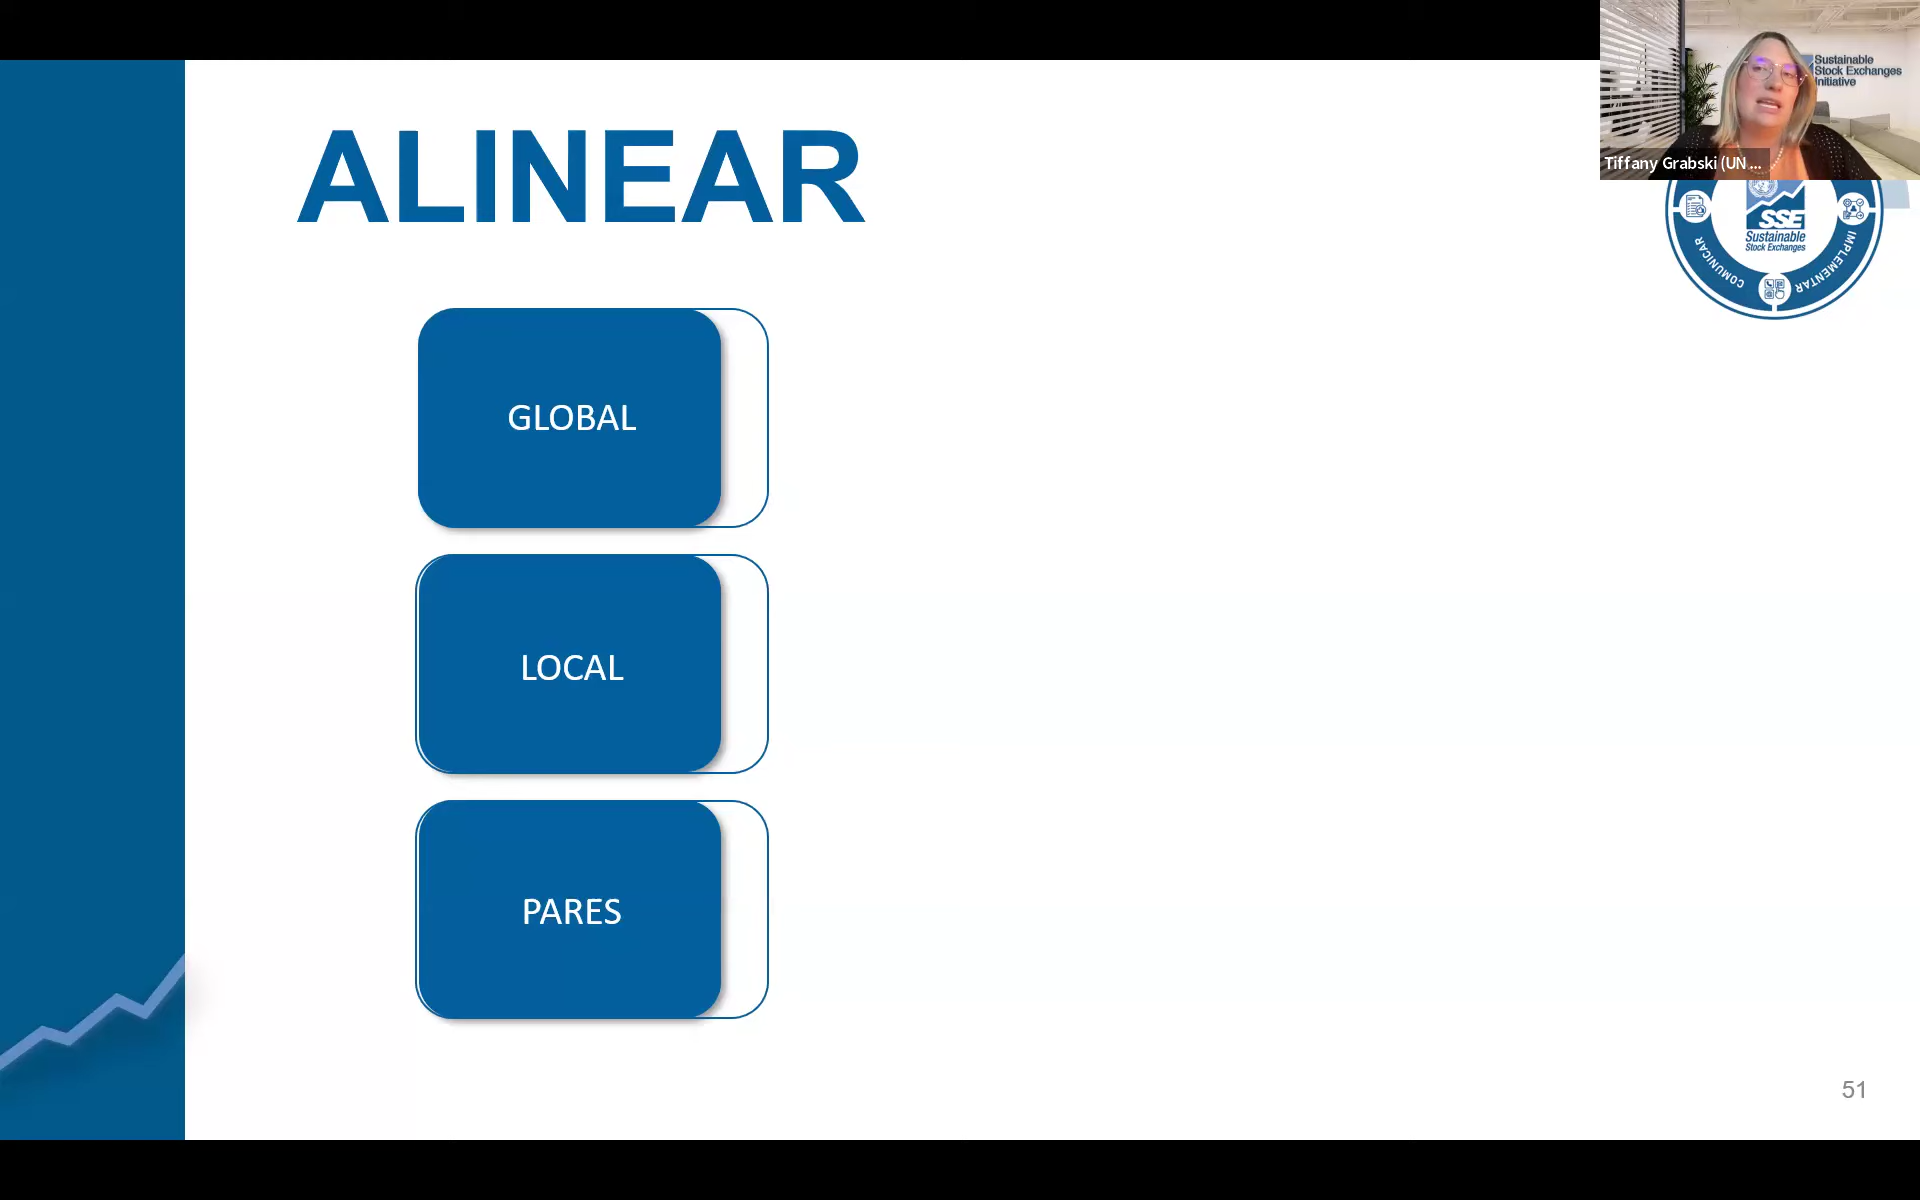 ALINEAR
Sustainable
Stock Exchanges
Initiative
Tiffany Grabski (UN ...
SSE
Sustainable
Stock Exchanges
COMUNICAR
IMPLEMENTAR
GLOBAL
LOCAL
PARES
51